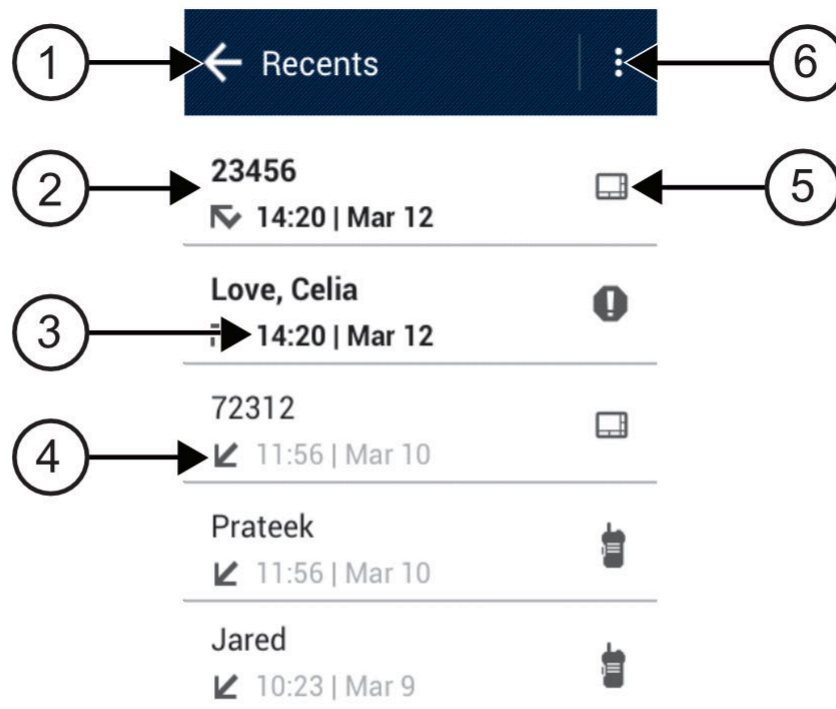 1
Recents
6
23456
2
5
14:20 | Mar 12
Love, Celia
3
14:20 | Mar 12
72312
4
11:56 | Mar 10
Prateek
11:56 | Mar 10
Jared
10:23 | Mar 9